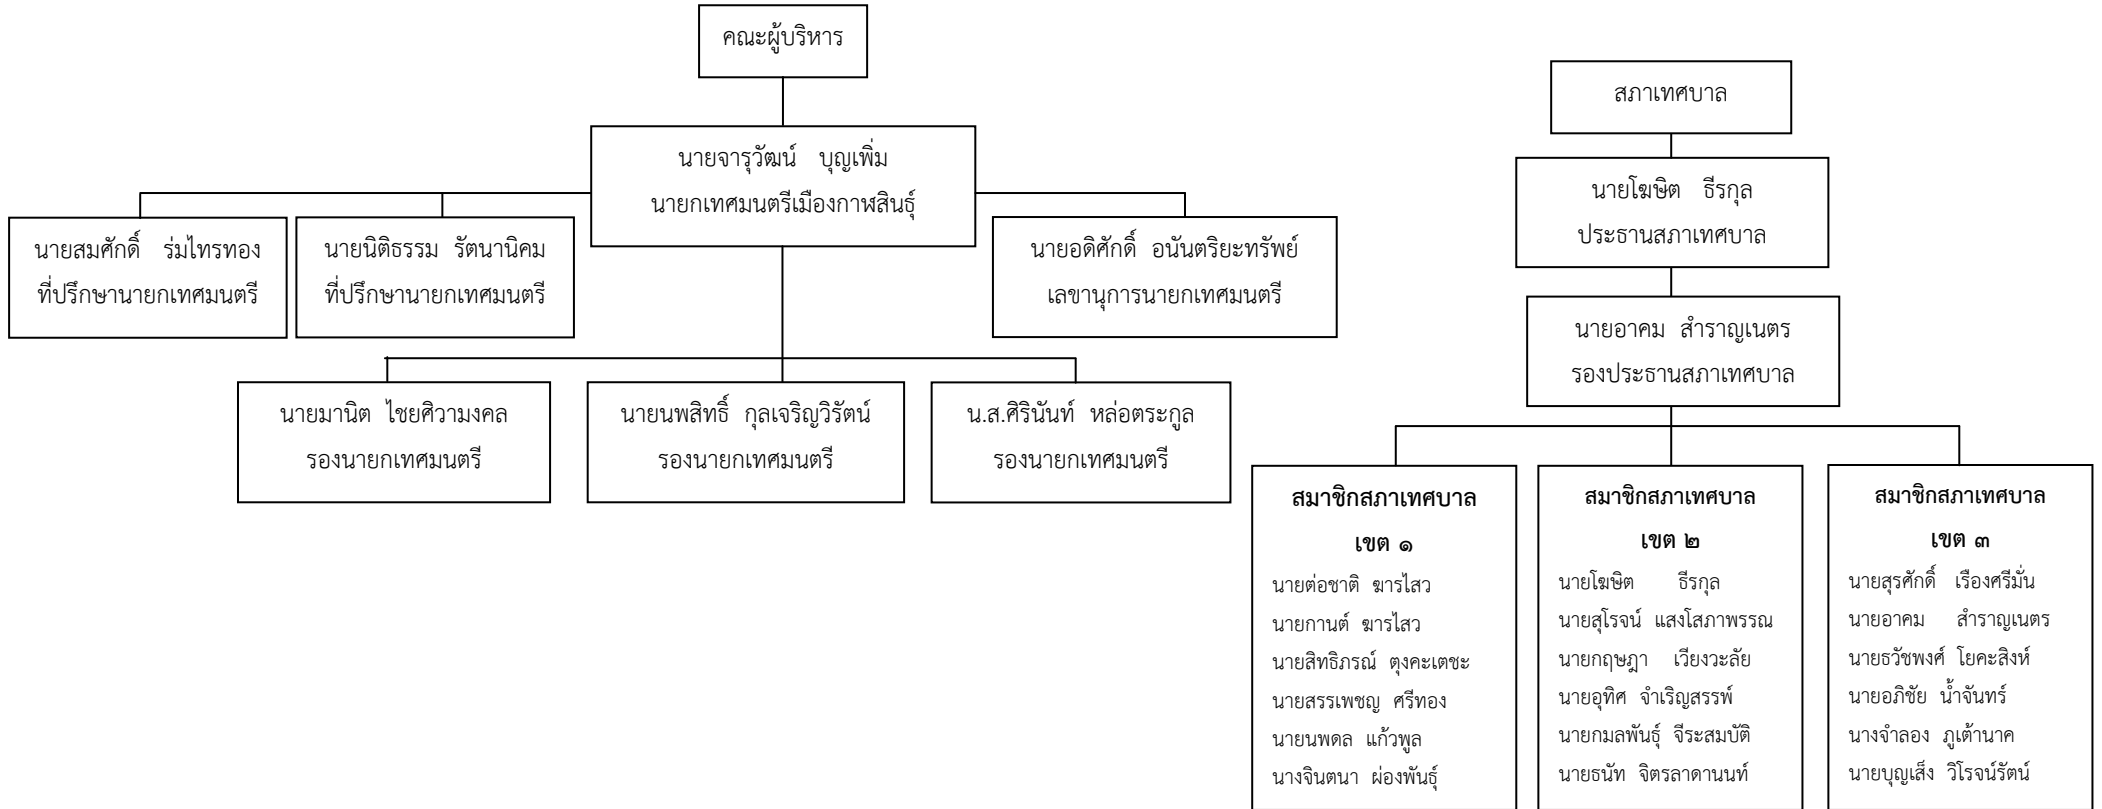 คณะผู้บริหาร
นายจารุวัฒน์ บุญเพิ่ม
นายกเทศมนตรีเมืองกาฬสินธุ์
นายสมศักดิ์ ร่มไทรทอง
ที่ปรึกษานายกเทศมนตรี
นายนิติธรรม รัตนานิคม
ที่ปรึกษานายกเทศมนตรี
นายอดิศักดิ์ อนันตริยะทรัพย์
เลขานุการนายกเทศมนตรี
นายมานิต ไชยศิวามงคล
รองนายกเทศมนตรี
นายนพสิทธิ์ กุลเจริญวิรัตน์
รองนายกเทศมนตรี
น.ส.ศิรินันท์ หล่อตระกูล
รองนายกเทศมนตรี
สภาเทศบาล
นายโฆษิต ธีรกุล
ประธานสภาเทศบาล
นายอาคม สำราญเนตร
รองประธานสภาเทศบาล
สมาชิกสภาเทศบาล
เขต ๑
นายต่อชาติ ฆารไสว
นายกานต์ ฆารไสว
นายสิทธิภรณ์ ตุงคะเตชะ
นายสรรเพชญ ศรีทอง
นายนพดล แก้วพูล
นางจินตนา ผ่องพันธุ์
สมาชิกสภาเทศบาล
เขต ๒
นายโฆษิต ธีรกุล
นายสุโรจน์ แสงโสภาพรรณ
นายกฤษฎา เวียงวะลัย
นายอุทิศ จำเริญสรรพ์
นายกมลพันธุ์ จีระสมบัติ
นายธนัท จิตรลาดานนท์
สมาชิกสภาเทศบาล
เขต ๓
นายสุรศักดิ์ เรืองศรีมั่น
นายอาคม สำราญเนตร
นายธวัชพงศ์ โยคะสิงห์
นายอภิชัย น้ำจันทร์
นางจำลอง ภูเต้านาค
นายบุญเส็ง วิโรจน์รัตน์